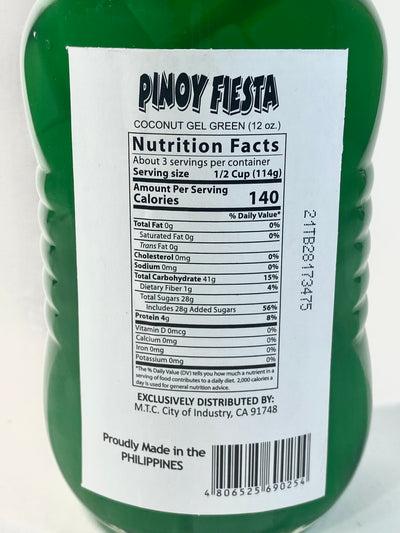 PINOY FIESTA
COCONUT GEL GREEN (12 oz.)
Nutrition Facts
About 3 servings per container
Serving size 1/2 Cup (114g)
Amount Per Serving
Calories 140
% Daily Value*
Total Fat 0g 0%
Saturated Fat 0g 0%
Trans Fat 0g
Cholesterol 0mg 0%
Sodium 0mg 0%
Total Carbohydrate 41g 15%
Dietary Fiber 1g 4%
Total Sugars 28g
Includes 28g Added Sugars 56%
Protein 4g 8%
Vitamin D 0mcg 0%
Calcium 0mg 0%
Iron 0mg 0%
Potassium 0mg 0%
*The % Daily Value (DV) tells you how much a nutrient in a
serving of food contributes to a daily diet. 2,000 calories a
day is used for general nutrition advice.
EXCLUSIVELY DISTRIBUTED BY:
M.T.C. City of Industry, CA 91748
Proudly Made in the
PHILIPPINES
4 806525 690254
21TB28173475